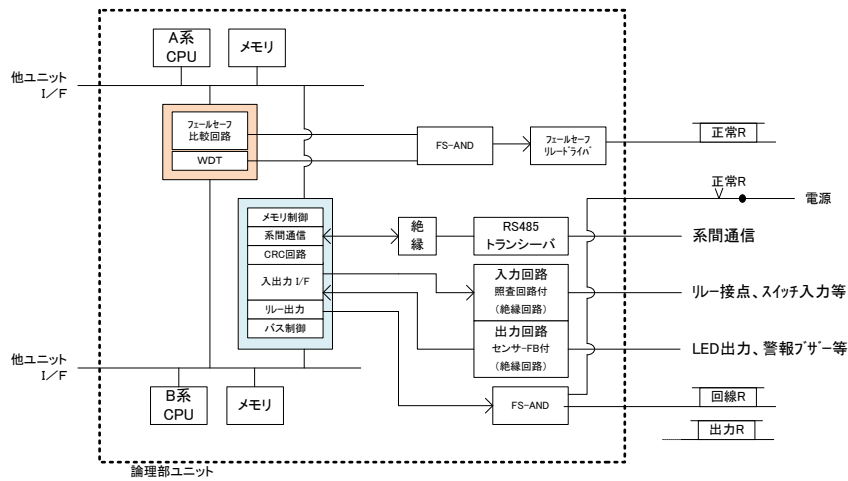 A系
CPU
メモリ
他ユニット
I／F
フェールセーフ
比較回路
WDT
FS-AND
フェールセーフ
リレードライバ
正常R
正常R
電源
メモリ制御
系間通信
CRC回路
入出力 I/F
リレー出力
バス制御
絶
縁
RS485
トランシーバ
系間通信
入力回路
照査回路付
(絶縁回路)
リレー接点、スイッチ入力等
出力回路
センサ-FB付
(絶縁回路)
LED出力、警報ブザー等
他ユニット
I／F
B系
CPU
メモリ
FS-AND
回線R
出力R
論理部ユニット